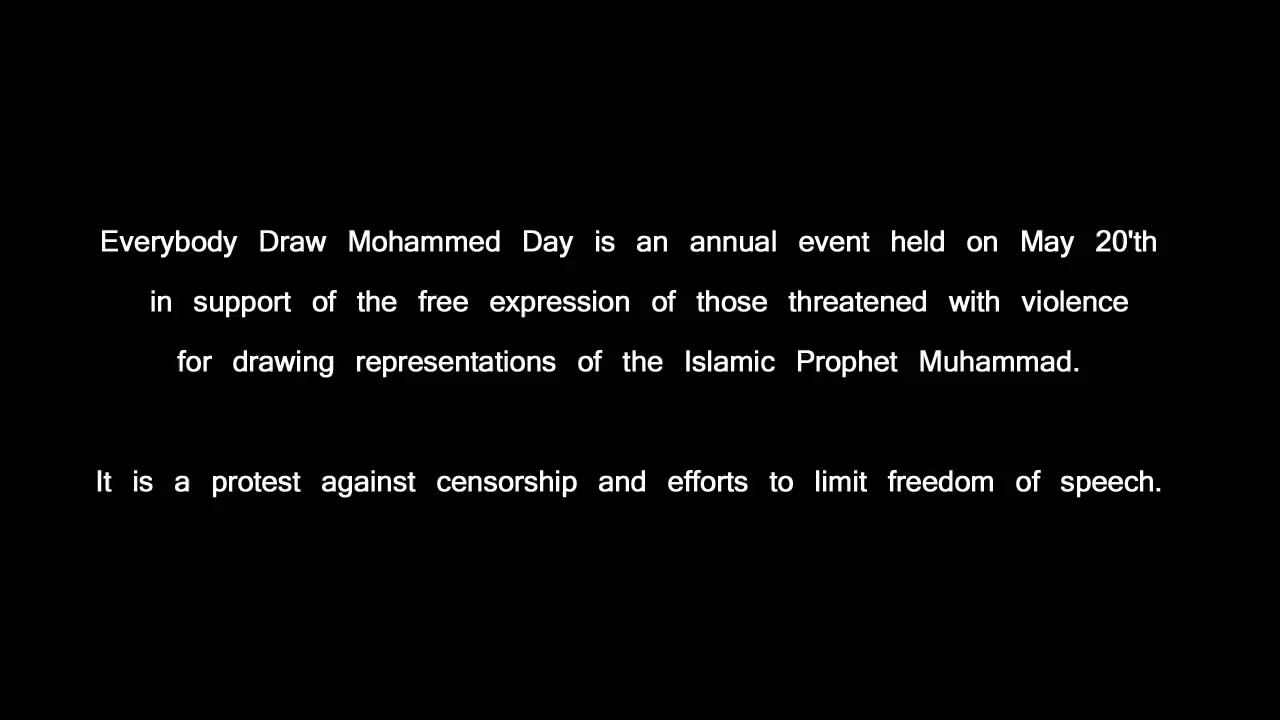 Everybody Draw Mohammed Day is an annual event held on May 20'th
in support of the free expression of those threatened with violence
for drawing representations of the Islamic Prophet Muhammad.
It is a protest against censorship and efforts to limit freedom of speech.